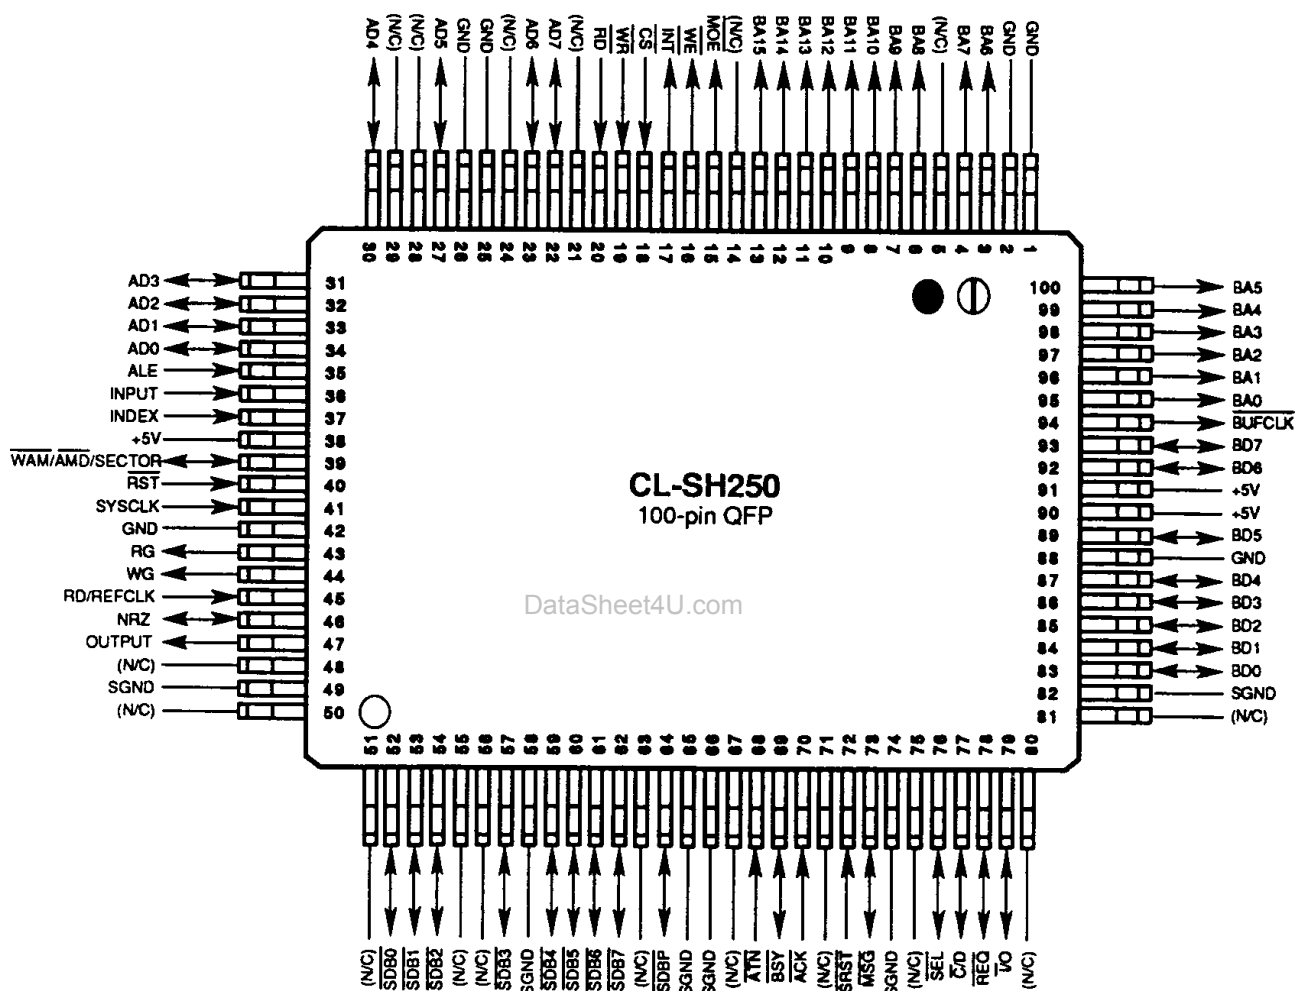 AD4 (N/C) (N/C) AD5 GND GND (N/C) AD6 AD7 (N/C) RD WR CS INT WE MOE (N/C) BA15 BA14 BA13 BA12 BA11 BA10 BA9 BA8 (N/C) BA7 BA6 GND GND
30 29 28 27 26 25 24 23 22 21 20 19 18 17 16 15 14 13 12 11 10 9 8 7 6 5 4 3 2 1
AD3 31
AD2 32
AD1 33
AD0 34
ALE 35
INPUT 36
INDEX 37
+5V 38
WAM/AMD/SECTOR 39
RST 40
SYSCLK 41
GND 42
RG 43
WG 44
RD/REFCLK 45
NRZ 46
OUTPUT 47
(N/C) 48
SGND 49
(N/C) 50
CL-SH250
100-pin QFP
DataSheet4U.com
100 BA5
99 BA4
98 BA3
97 BA2
96 BA1
95 BA0
94 BUFCLK
93 BD7
92 BD6
91 +5V
90 +5V
89 BD5
88 GND
87 BD4
86 BD3
85 BD2
84 BD1
83 BD0
82 SGND
81 (N/C)
51 52 53 54 55 56 57 58 59 60 61 62 63 64 65 66 67 68 69 70 71 72 73 74 75 76 77 78 79 80
(N/C) SDB0 SDB1 SDB2 (N/C) (N/C) SDB3 SGND SDB4 SDB5 SDB6 SDB7 (N/C) SDBP SGND SGND (N/C) ATN BSY ACK (N/C) SRST MSG SGND (N/C) SEL C/D REQ I/O (N/C)